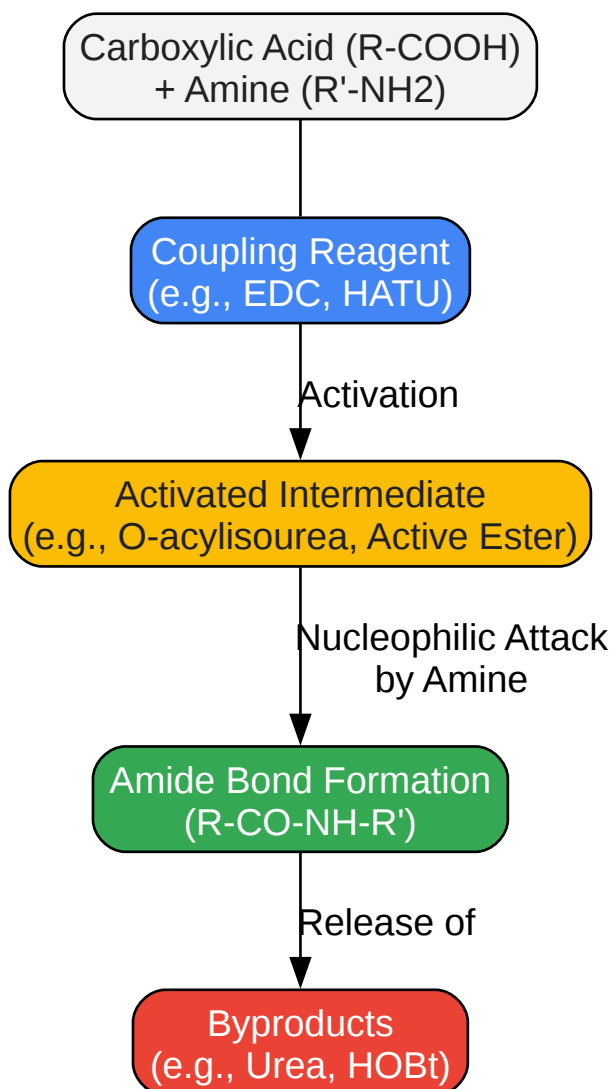 Carboxylic Acid (R-COOH)
+ Amine (R'-NH2)
Coupling Reagent
(e.g., EDC, HATU)
Activation
Activated Intermediate
(e.g., O-acylisourea, Active Ester)
Nucleophilic Attack
by Amine
Amide Bond Formation
(R-CO-NH-R')
Release of
Byproducts
(e.g., Urea, HOBt)